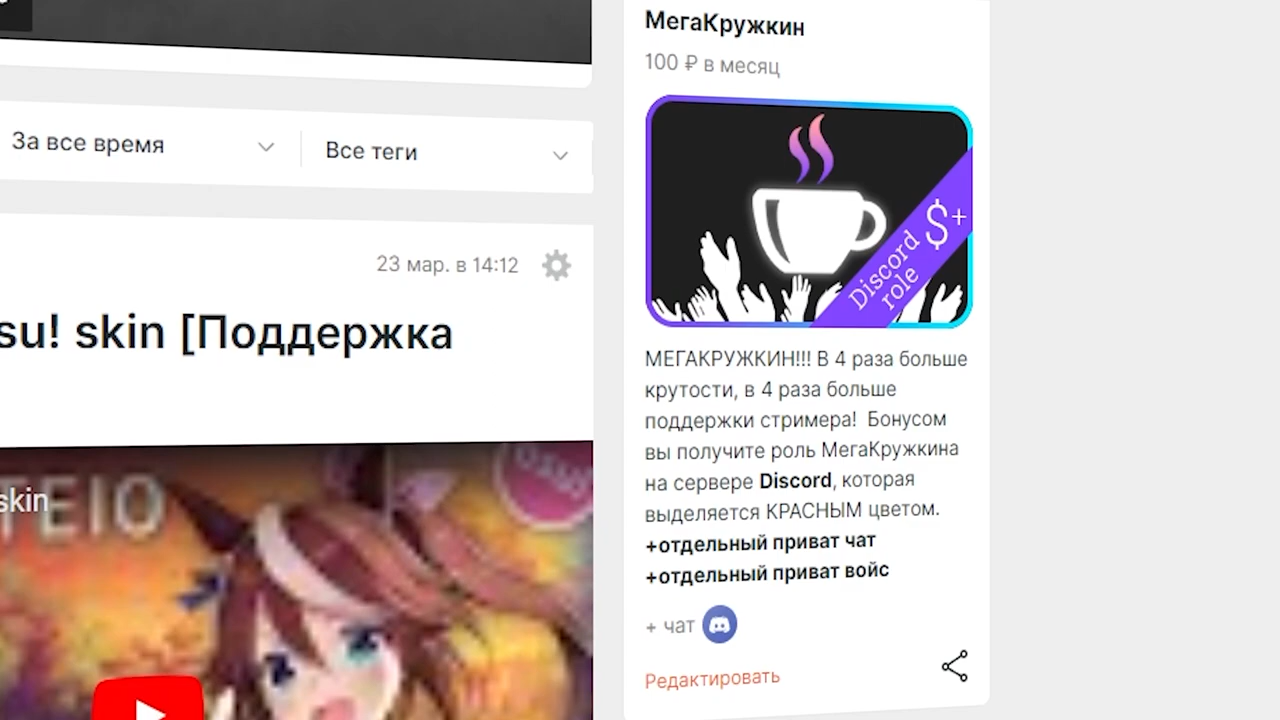 За все время
Все теги
23 мар. в 14:12
su! skin [Поддержка
TEIO
skin
osu!
МегаКружкин
100 ₽ в месяц
Discord
role
$+
МЕГАКРУЖКИН!!! В 4 раза больше
крутости, в 4 раза больше
поддержки стримера! Бонусом
вы получите роль МегаКружкина
на сервере Discord, которая
выделяется КРАСНЫМ цветом.
+отдельный приват чат
+отдельный приват войс
+ чат
Редактировать